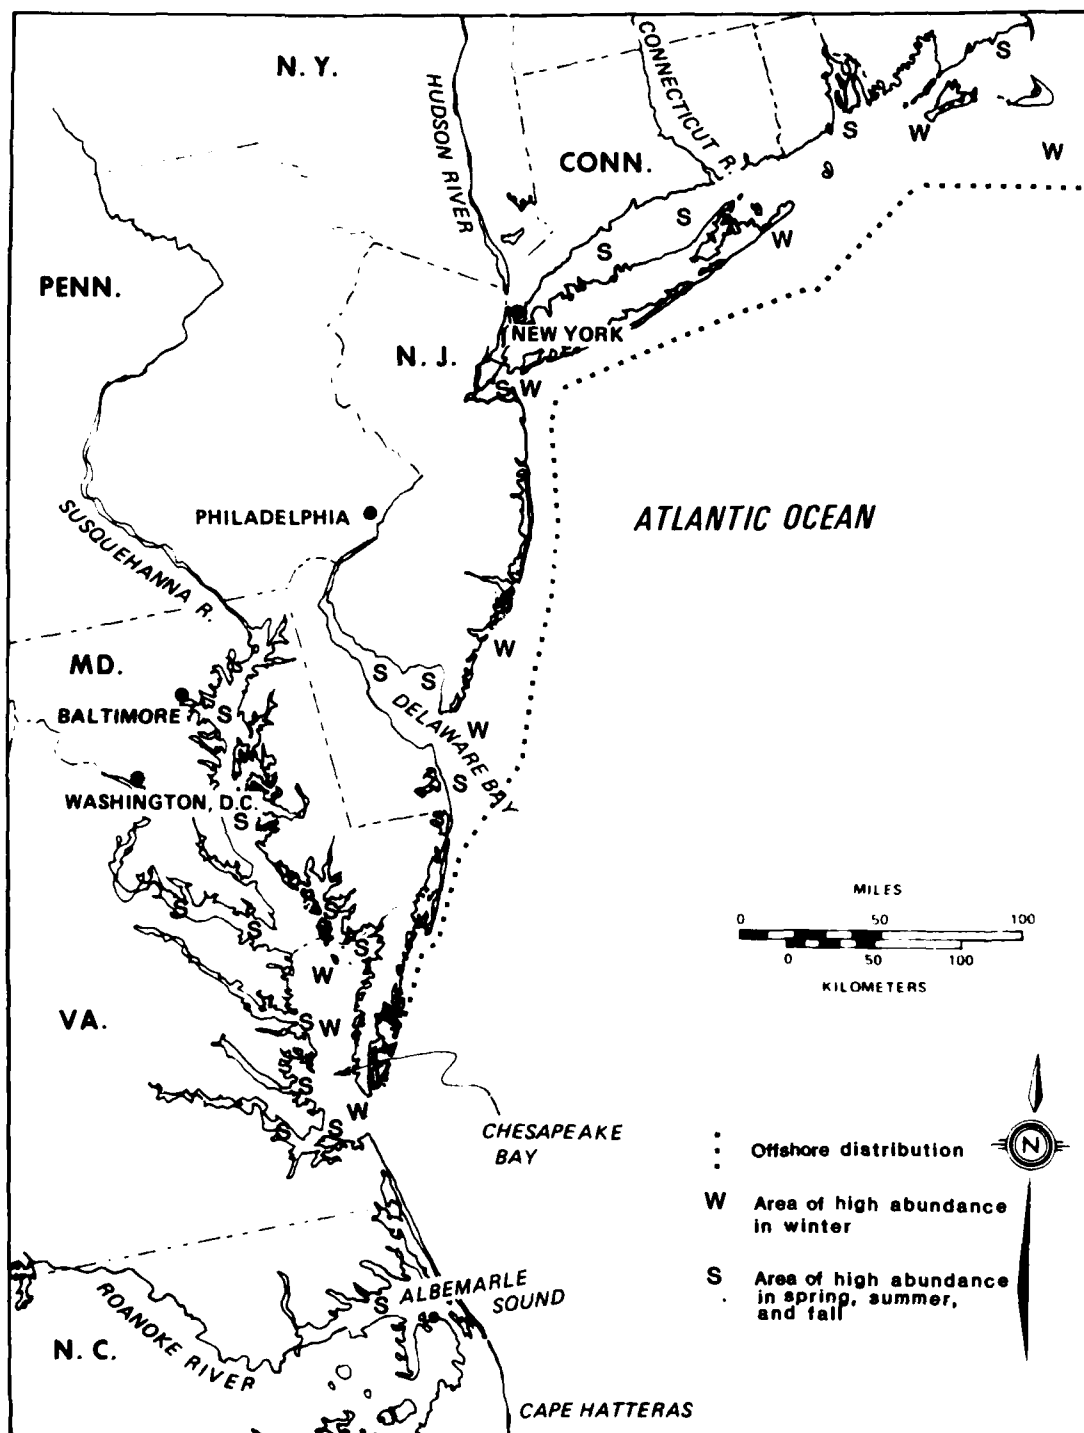 N. Y.
HUDSON RIVER
CONNECTICUT R.
CONN.
S
S
W
W
S
S
W
PENN.
NEW YORK
N. J.
S
W
PHILADELPHIA
ATLANTIC OCEAN
SUSQUEHANNA R.
MD.
BALTIMORE
S
S
S
W
DELAWARE BAY
W
S
WASHINGTON, D.C.
S
S
S
S
S
W
VA.
S
W
S
W
S
S
CHESAPEAKE
BAY
MILES
0 50 100
0 50 100
KILOMETERS
N
Offshore distribution
W Area of high abundance
in winter
S Area of high abundance
in spring, summer,
and fall
ALBEMARLE
SOUND
S
ROANOKE RIVER
N. C.
CAPE HATTERAS